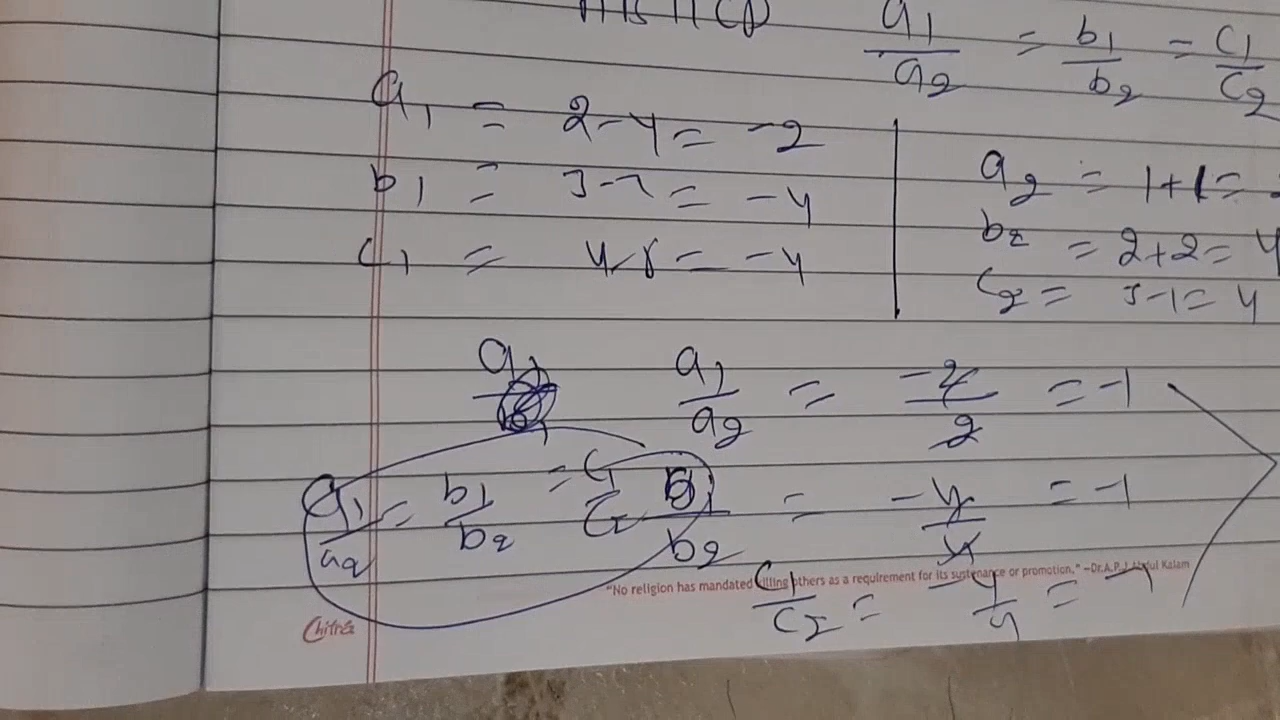 AB || CD a1/a2 = b1/b2 = c1/c2
a1 = 2-4 = -2
b1 = 3-7 = -4
c1 = 4-8 = -4
a2 = 1+1 =
b2 = 2+2 = 4
c2 = 3-1 = 4
a1/a2 = -2/2 = -1
a1/a2 = b1/b2 = c1/c2
b1/b2 = -4/4 = -1
"No religion has mandated killing others as a requirement for its sustenance or promotion." –Dr.A.P.J. Abdul Kalam
c1/c2 = -4/4 = -1
Chitra